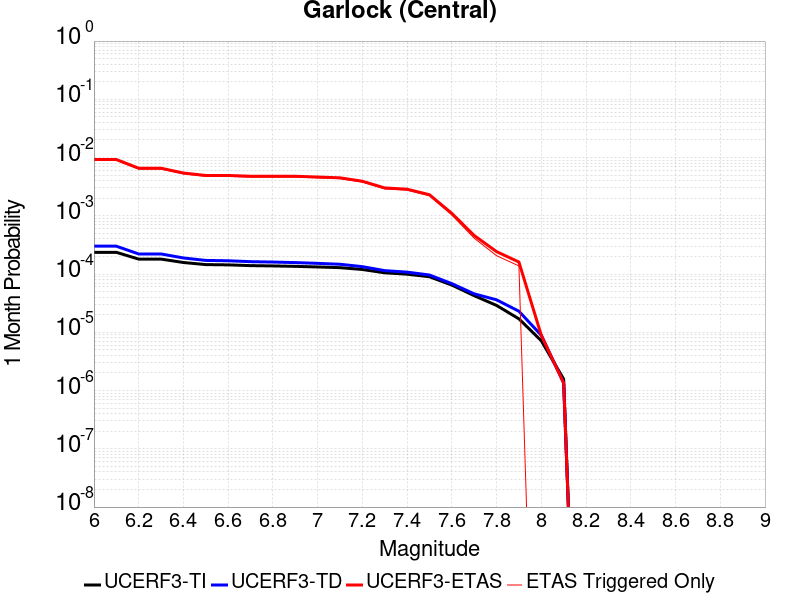 Garlock (Central)
10^0
10^-1
10^-2
10^-3
10^-4
10^-5
10^-6
10^-7
10^-8
1 Month Probability
6 6.2 6.4 6.6 6.8 7 7.2 7.4 7.6 7.8 8 8.2 8.4 8.6 8.8 9
Magnitude
UCERF3-TI UCERF3-TD UCERF3-ETAS ETAS Triggered Only